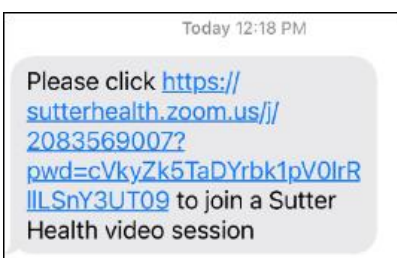 Today 12:18 PM
Please click https://
sutterhealth.zoom.us/j/
2083569007?
pwd=cVkyZk5TaDYrbk1pV0lrR
llLSnY3UT09 to join a Sutter
Health video session